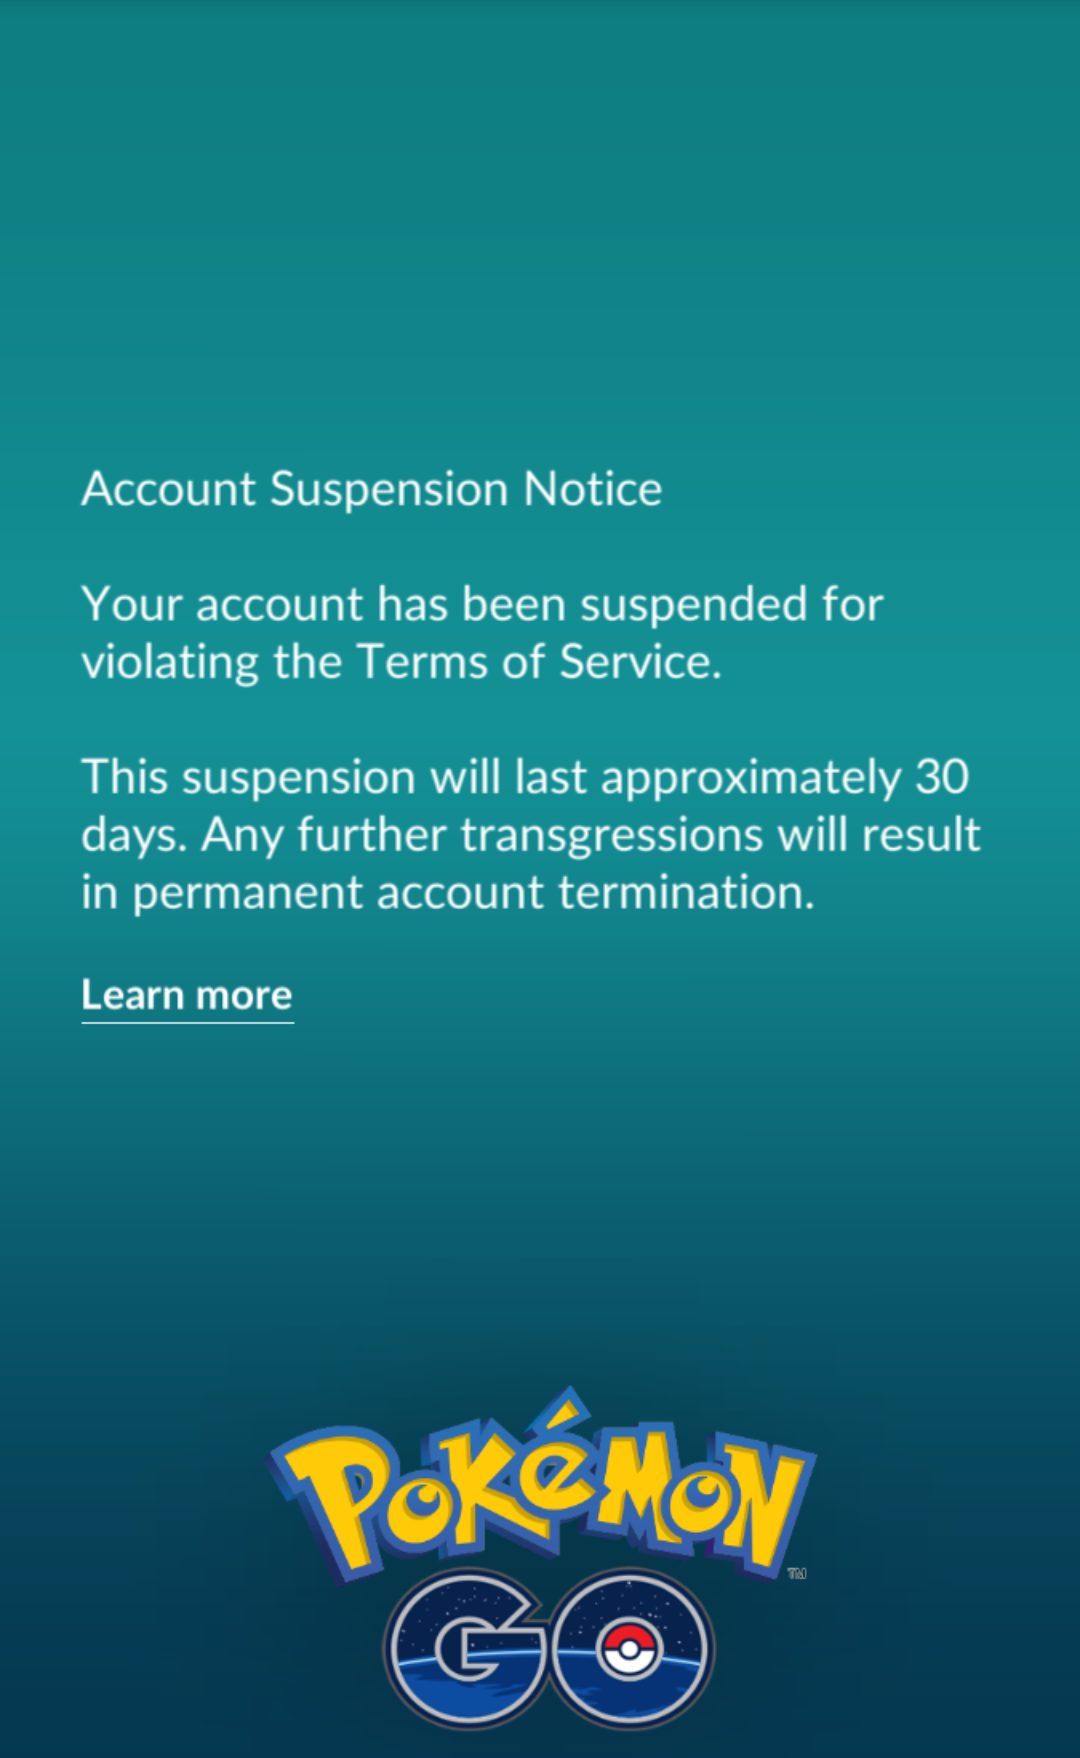 Account Suspension Notice
Your account has been suspended for
violating the Terms of Service.
This suspension will last approximately 30
days. Any further transgressions will result
in permanent account termination.
Learn more
POKéMON
TM
GO